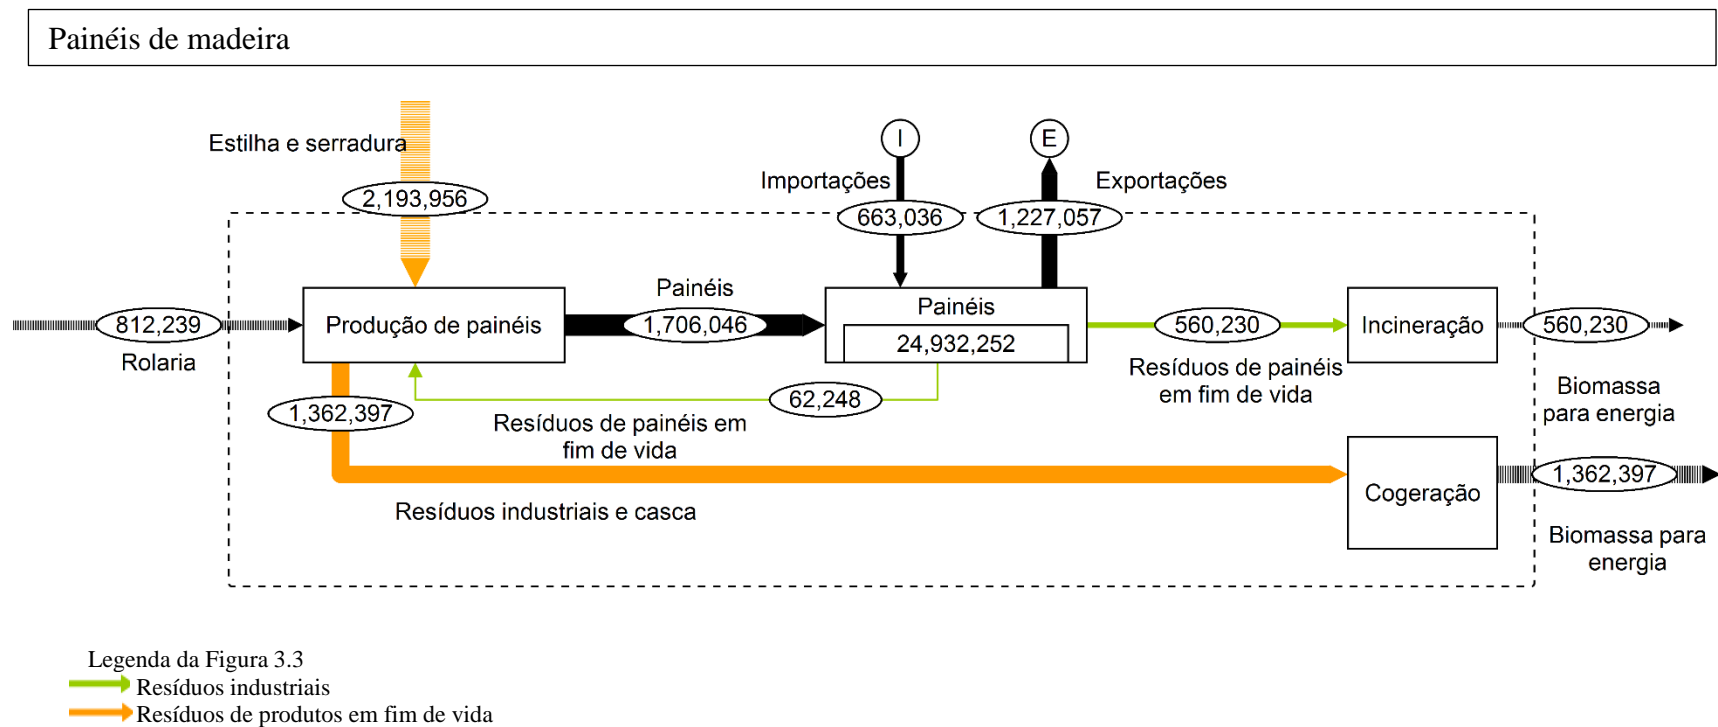 Painéis de madeira
Estilha e serradura
2,193,956
I
E
Importações
Exportações
663,036
1,227,057
812,239
Rolaria
Produção de painéis
Painéis
1,706,046
Painéis
24,932,252
560,230
Incineração
560,230
Resíduos de painéis
em fim de vida
Biomassa
para energia
62,248
1,362,397
Resíduos de painéis em
fim de vida
Cogeração
1,362,397
Resíduos industriais e casca
Biomassa para
energia
Legenda da Figura 3.3
Resíduos industriais
Resíduos de produtos em fim de vida